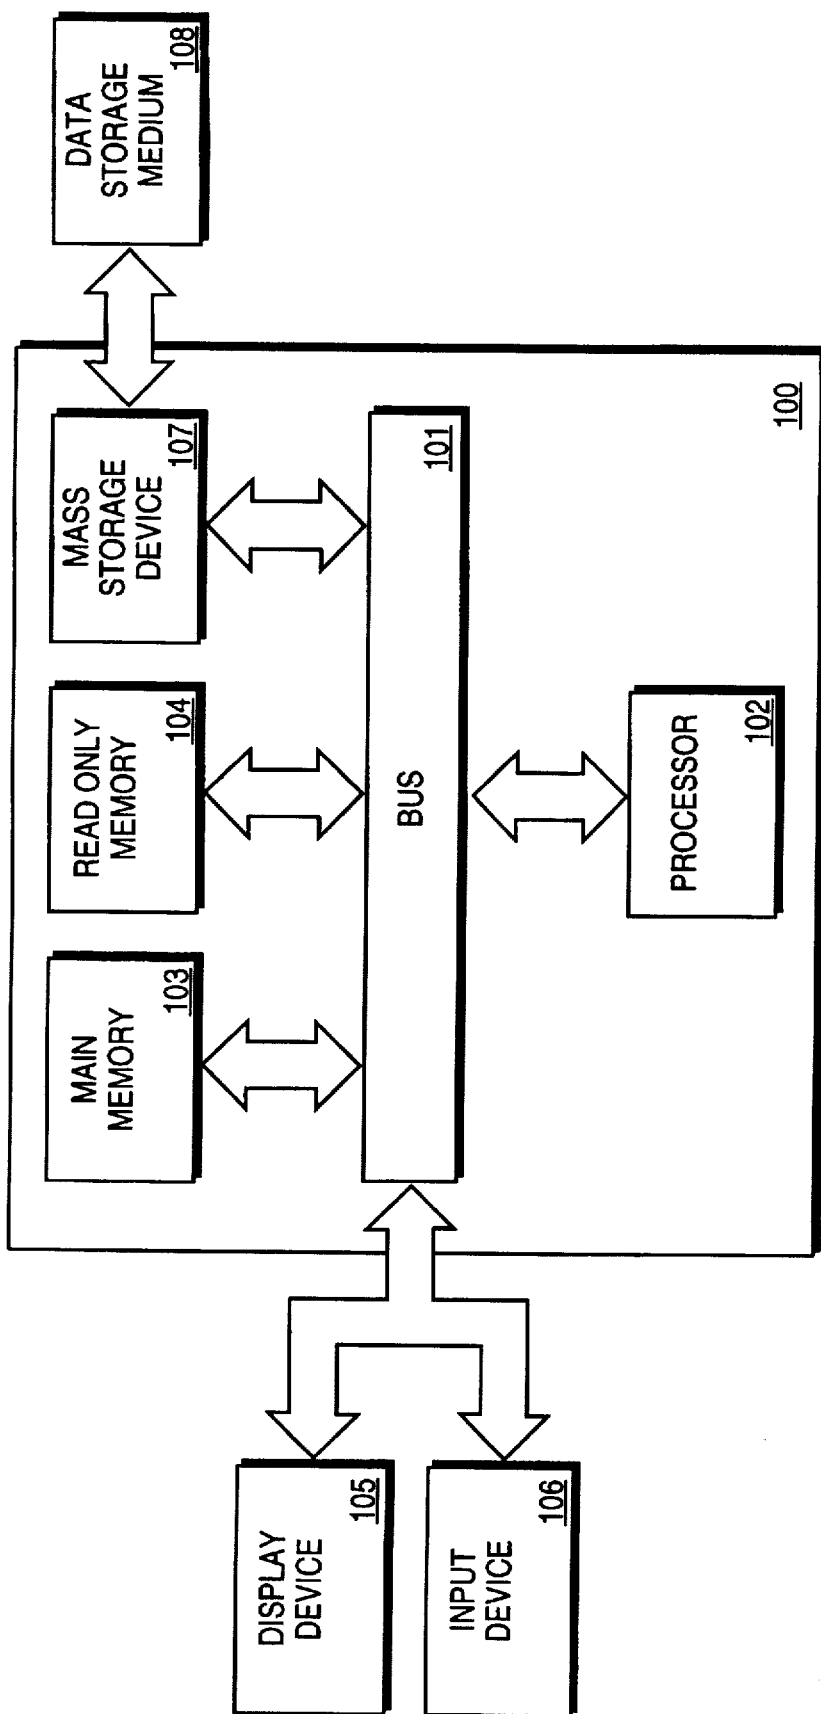 MAIN
MEMORY
103
READ ONLY
MEMORY
104
MASS
STORAGE
DEVICE
107
DATA
STORAGE
MEDIUM
108
DISPLAY
DEVICE
105
BUS
101
INPUT
DEVICE
106
PROCESSOR
102
100